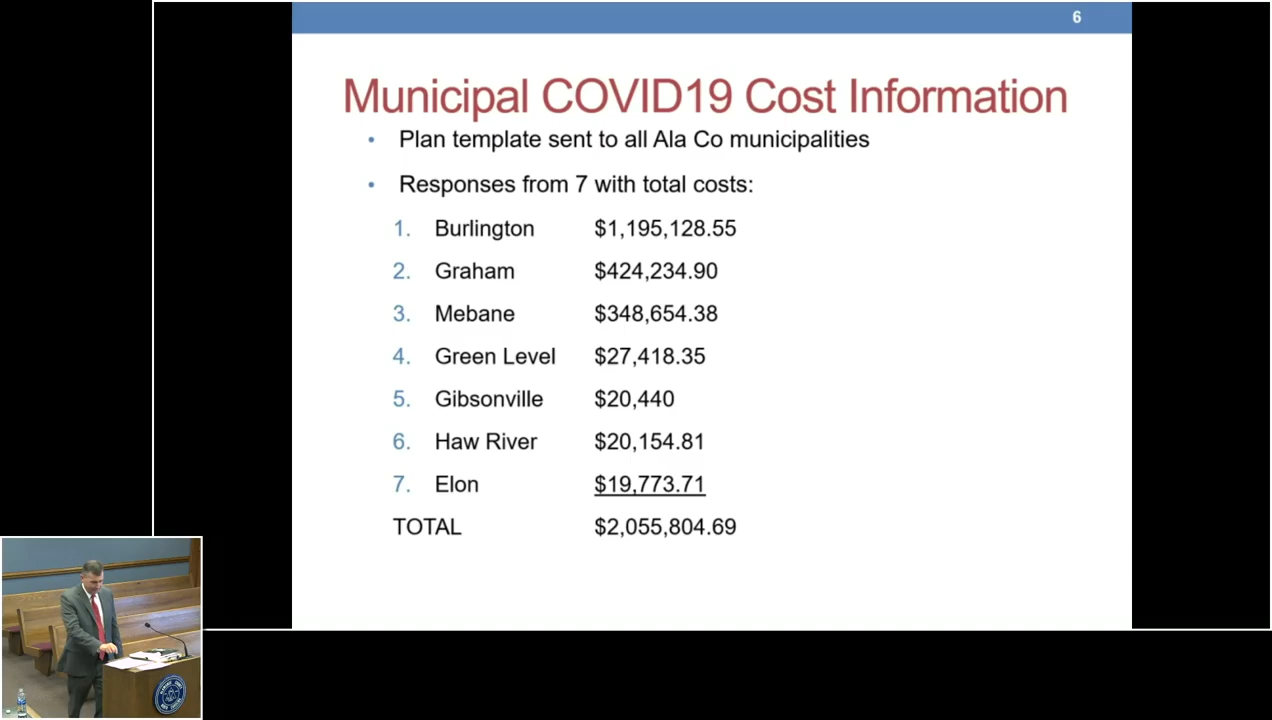 6
Municipal COVID19 Cost Information
• Plan template sent to all Ala Co municipalities
• Responses from 7 with total costs:
1. Burlington $1,195,128.55
2. Graham $424,234.90
3. Mebane $348,654.38
4. Green Level $27,418.35
5. Gibsonville $20,440
6. Haw River $20,154.81
7. Elon $19,773.71
TOTAL $2,055,804.69